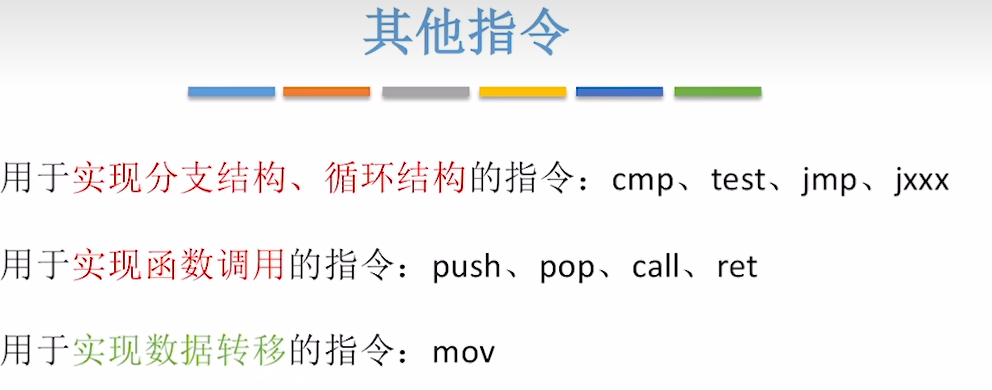 其他指令
用于实现分支结构、循环结构的指令：cmp、test、jmp、jxxx
用于实现函数调用的指令：push、pop、call、ret
用于实现数据转移的指令：mov